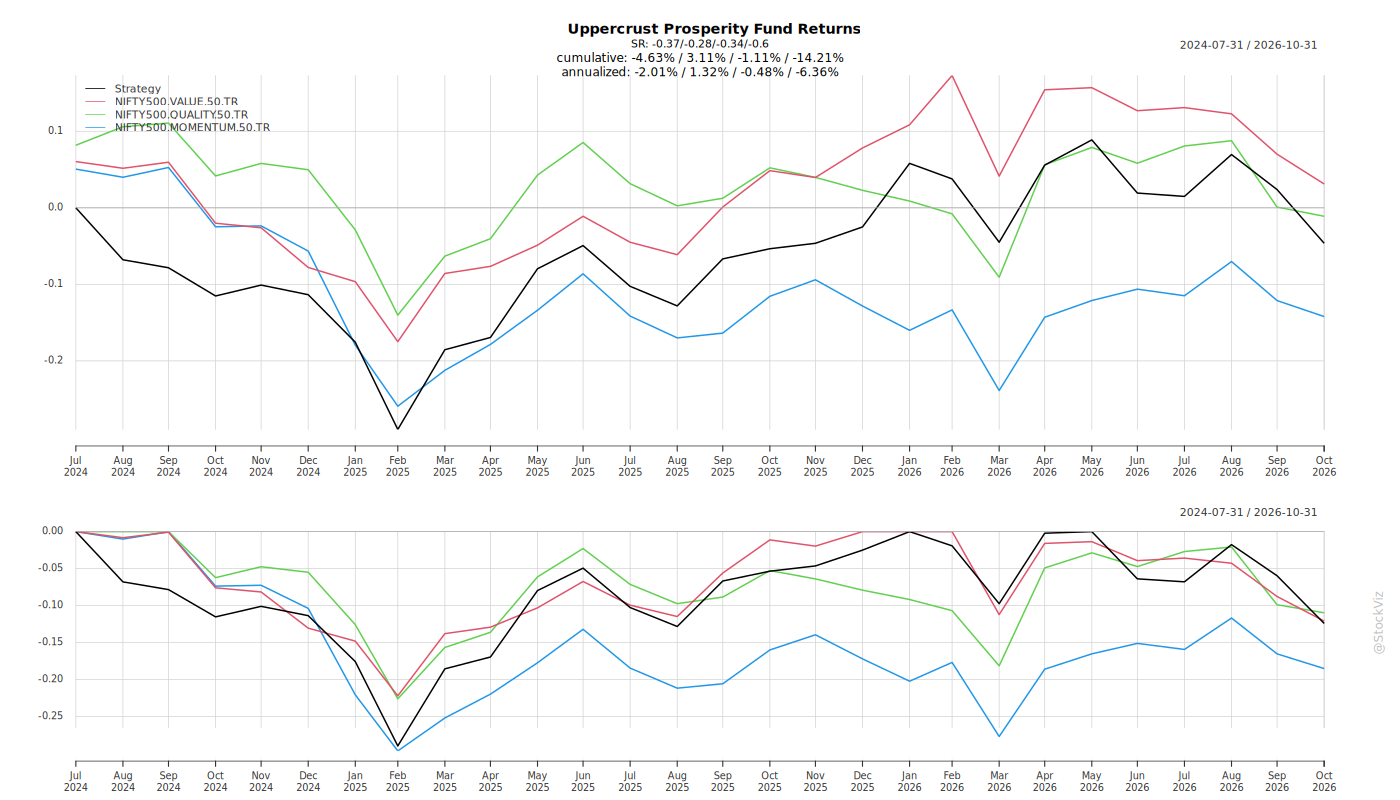 Uppercrust Prosperity Fund Returns
SR: -0.37/-0.28/-0.34/-0.6
cumulative: -4.63% / 3.11% / -1.11% / -14.21%
annualized: -2.01% / 1.32% / -0.48% / -6.36%
2024-07-31 / 2026-10-31
Strategy
NIFTY500.VALUE.50.TR
NIFTY500.QUALITY.50.TR
NIFTY500.MOMENTUM.50.TR
0.1
0.0
-0.1
-0.2
Jul Aug Sep Oct Nov Dec Jan Feb Mar Apr May Jun Jul Aug Sep Oct Nov Dec Jan Feb Mar Apr May Jun Jul Aug Sep Oct
2024 2024 2024 2024 2024 2024 2025 2025 2025 2025 2025 2025 2025 2025 2025 2025 2025 2025 2026 2026 2026 2026 2026 2026 2026 2026 2026 2026
2024-07-31 / 2026-10-31
0.00
-0.05
-0.10
-0.15
-0.20
-0.25
Jul Aug Sep Oct Nov Dec Jan Feb Mar Apr May Jun Jul Aug Sep Oct Nov Dec Jan Feb Mar Apr May Jun Jul Aug Sep Oct
2024 2024 2024 2024 2024 2024 2025 2025 2025 2025 2025 2025 2025 2025 2025 2025 2025 2025 2026 2026 2026 2026 2026 2026 2026 2026 2026 2026
@StockViz